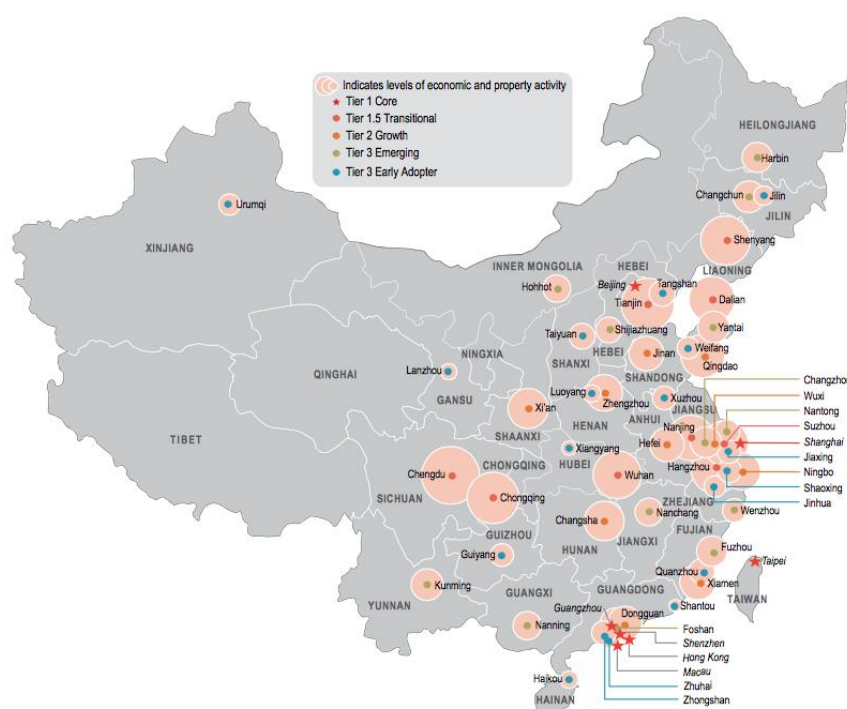 Indicates levels of economic and property activity
Tier 1 Core
Tier 1.5 Transitional
Tier 2 Growth
Tier 3 Emerging
Tier 3 Early Adopter
HEILONGJIANG
Harbin
Changchun
Jilin
JILIN
Urumqi
Shenyang
XINJIANG
INNER MONGOLIA
HEBEI
LIAONING
Hohhot
Beijing
Tangshan
Tianjin
Dalian
Taiyuan
Shijiazhuang
Yantai
NINGXIA
SHANXI
HEBEI
Jinan
Weifang
Qingdao
Lanzhou
QINGHAI
SHANDONG
Changzhou
GANSU
Luoyang
Zhengzhou
Xuzhou
Wuxi
Xi'an
ANHUI
JIANGSU
Nantong
SHAANXI
HENAN
Nanjing
Suzhou
TIBET
Hefei
Shanghai
Xiangyang
Jiaxing
CHONGQING
HUBEI
Hangzhou
Ningbo
Chengdu
Wuhan
Shaoxing
SICHUAN
Chongqing
ZHEJIANG
Jinhua
Nanchang
Wenzhou
Changsha
GUIZHOU
HUNAN
JIANGXI
FUJIAN
Guiyang
Fuzhou
Taipei
Quanzhou
Kunming
Xiamen
YUNNAN
GUANGXI
GUANGDONG
TAIWAN
Guangzhou
Shantou
Nanning
Dongguan
Foshan
Shenzhen
Hong Kong
Macau
Haikou
Zhuhai
HAINAN
Zhongshan